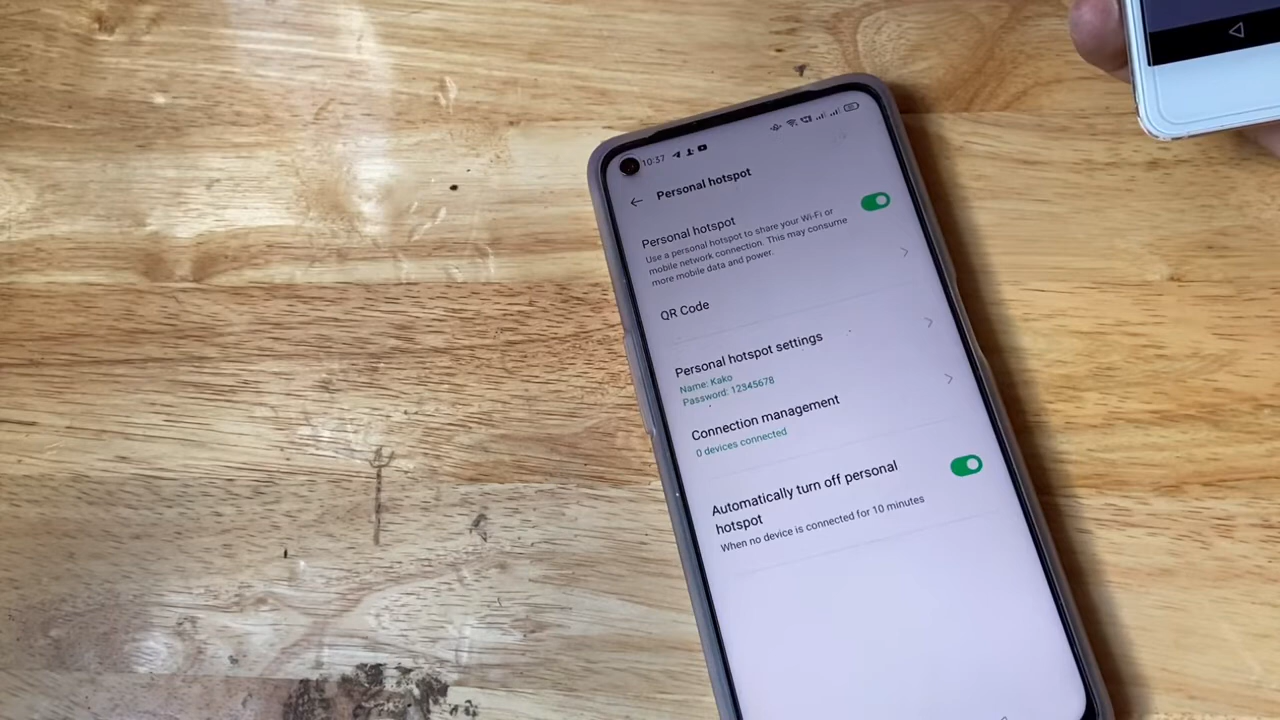 10:37
Personal hotspot
Personal hotspot
Use a personal hotspot to share your Wi-Fi or
mobile network connection. This may consume
more mobile data and power.
QR Code
Personal hotspot settings
Name: Kako
Password: 12345678
Connection management
0 devices connected
Automatically turn off personal
hotspot
When no device is connected for 10 minutes